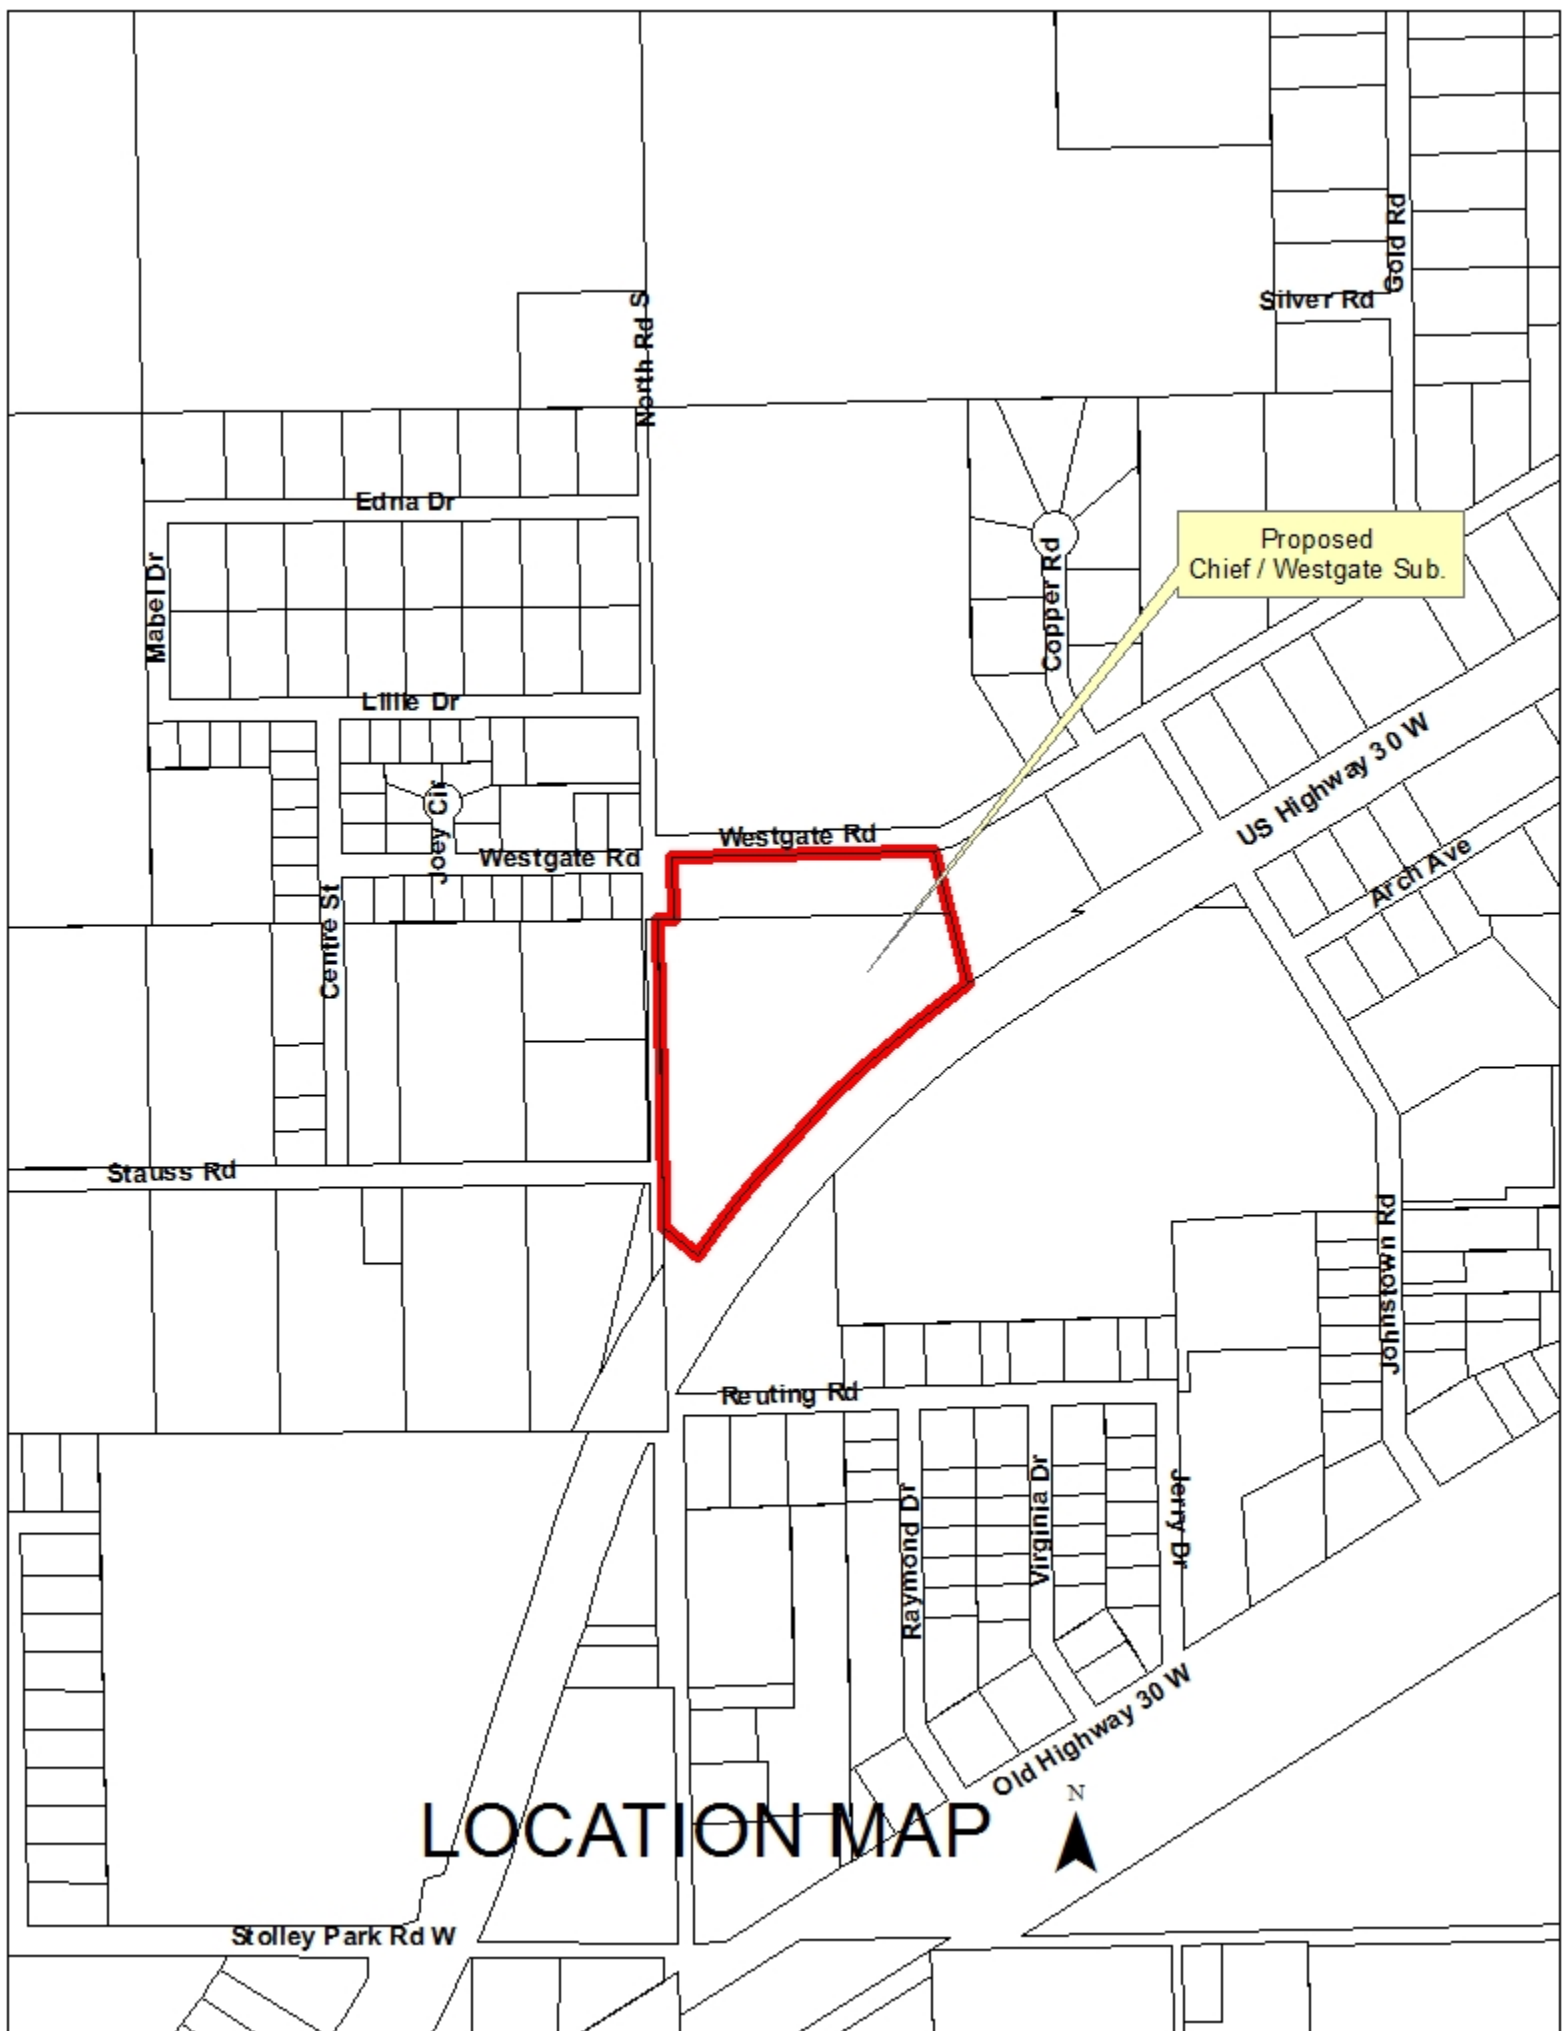 Gold Rd
Silver Rd
North Rd S
Edna Dr
Proposed
Chief / Westgate Sub.
Mabel Dr
Copper Rd
Lillie Dr
US Highway 30 W
Joey Cir
Westgate Rd
Westgate Rd
Arch Ave
Centre St
Stauss Rd
Johnstown Rd
Reuting Rd
Raymond Dr
Virginia Dr
Jerry Dr
Old Highway 30 W
N
LOCATION MAP
Stolley Park Rd W